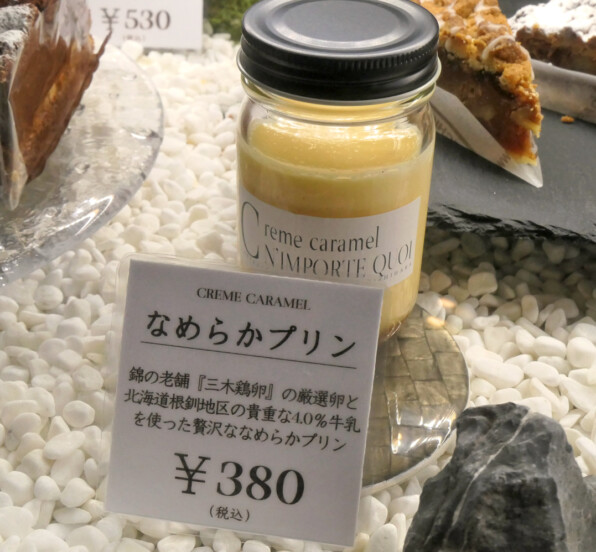 ¥530
(税込)
Creme caramel
N'IMPORTE QUOI
CREME CARAMEL
なめらかプリン
錦の老舗『三木鶏卵』の厳選卵と
北海道根釧地区の貴重な4.0%牛乳
を使った贅沢ななめらかプリン
¥380
(税込)